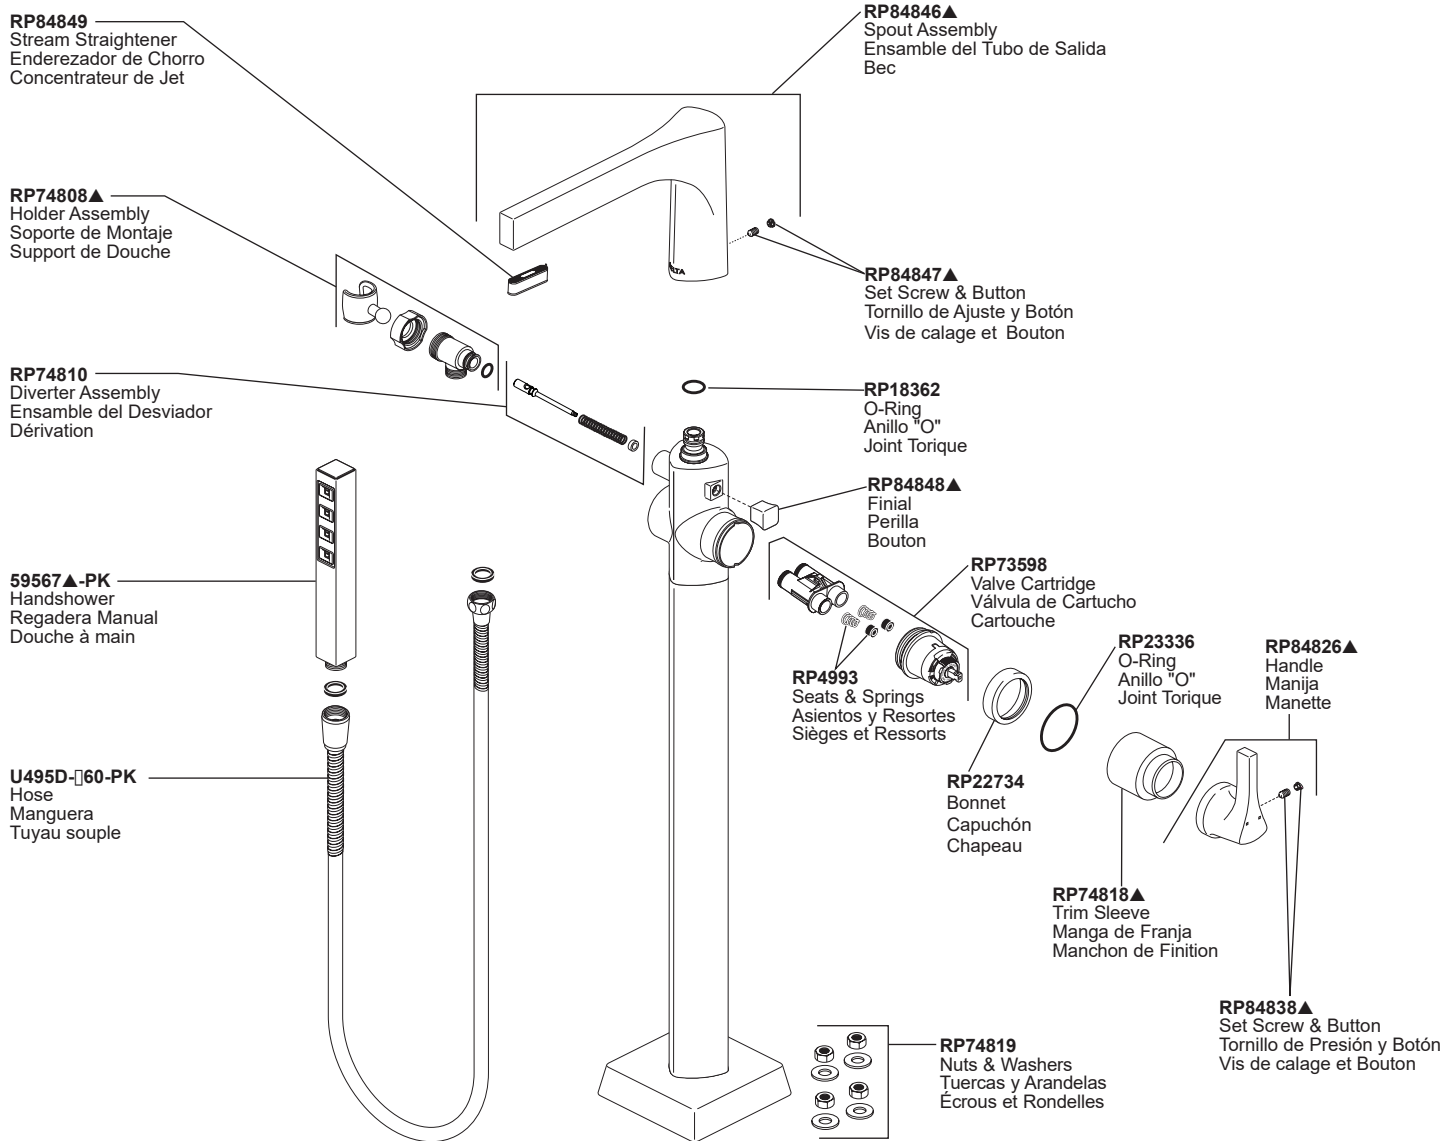 RP84849
Stream Straightener
Enderezador de Chorro
Concentrateur de Jet
RP84846▲
Spout Assembly
Ensamble del Tubo de Salida
Bec
RP74808▲
Holder Assembly
Soporte de Montaje
Support de Douche
RP84847▲
Set Screw & Button
Tornillo de Ajuste y Botón
Vis de calage et Bouton
RP74810
Diverter Assembly
Ensamble del Desviador
Dérivation
RP18362
O-Ring
Anillo "O"
Joint Torique
RP84848▲
Finial
Perilla
Bouton
59567▲-PK
Handshower
Regadera Manual
Douche à main
RP73598
Valve Cartridge
Válvula de Cartucho
Cartouche
RP4993
Seats & Springs
Asientos y Resortes
Sièges et Ressorts
RP23336
O-Ring
Anillo "O"
Joint Torique
RP84826▲
Handle
Manija
Manette
U495D-▯60-PK
Hose
Manguera
Tuyau souple
RP22734
Bonnet
Capuchón
Chapeau
RP74818▲
Trim Sleeve
Manga de Franja
Manchon de Finition
RP84838▲
Set Screw & Button
Tornillo de Presión y Botón
Vis de calage et Bouton
RP74819
Nuts & Washers
Tuercas y Arandelas
Écrous et Rondelles